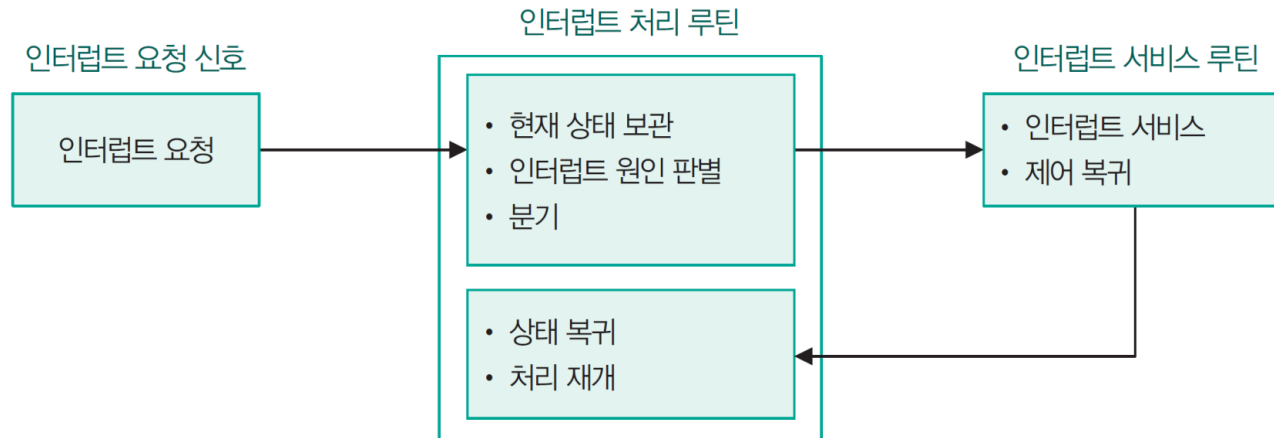 인터럽트 요청 신호
인터럽트 요청
인터럽트 처리 루틴
• 현재 상태 보관
• 인터럽트 원인 판별
• 분기
• 상태 복귀
• 처리 재개
인터럽트 서비스 루틴
• 인터럽트 서비스
• 제어 복귀